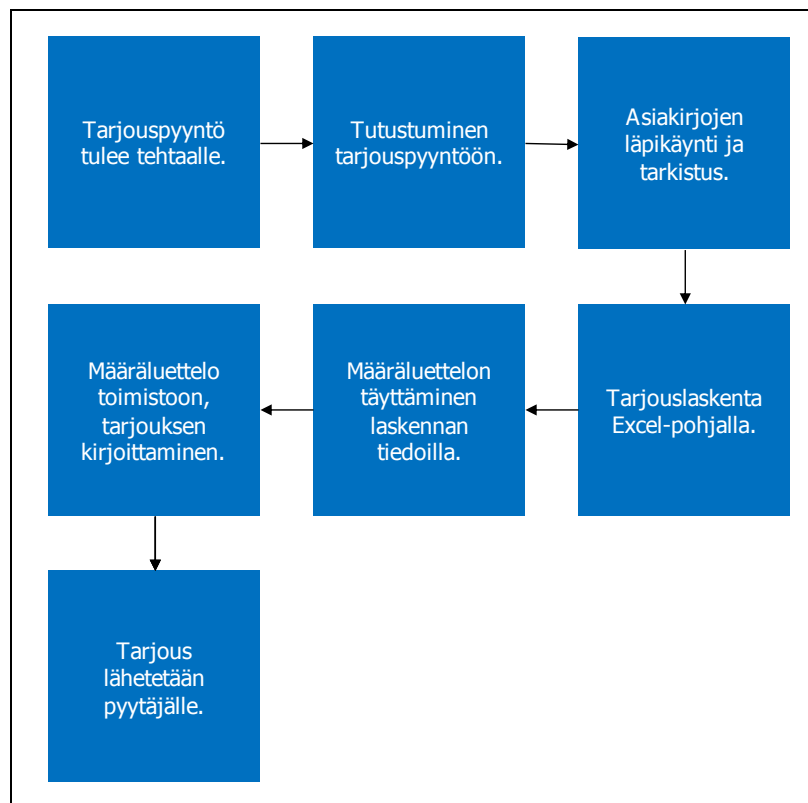 Tarjouspyyntö
tulee tehtaalle.
Tutustuminen
tarjouspyyntöön.
Asiakirjojen
läpikäynti ja
tarkistus.
Tarjouslaskenta
Excel-pohjalla.
Määräluettelon
täyttäminen
laskennan
tiedoilla.
Määräluettelo
toimistoon,
tarjouksen
kirjoittaminen.
Tarjous
lähetetään
pyytäjälle.